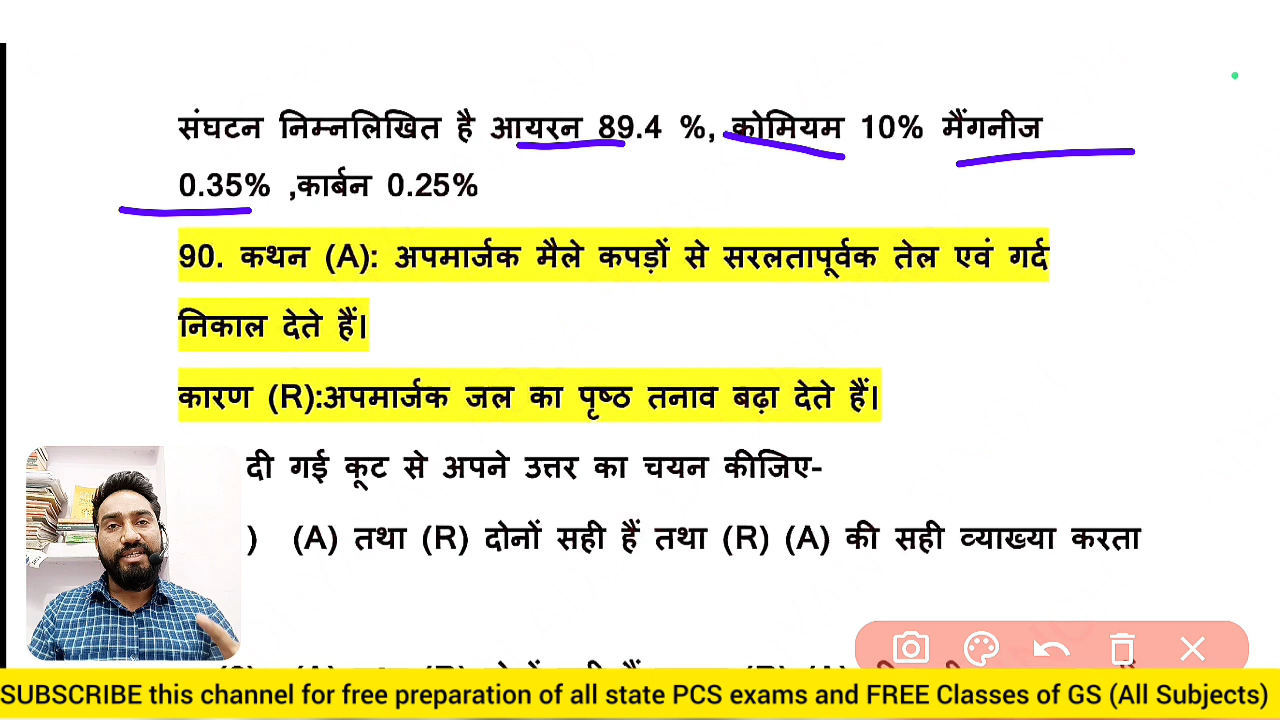 संघटन निम्नलिखित है आयरन 89.4 %, क्रोमियम 10% मैंगनीज
0.35% ,कार्बन 0.25%
90. कथन (A): अपमार्जक मैले कपड़ों से सरलतापूर्वक तेल एवं गर्द
निकाल देते हैं।
कारण (R):अपमार्जक जल का पृष्ठ तनाव बढ़ा देते हैं।
दी गई कूट से अपने उत्तर का चयन कीजिए-
) (A) तथा (R) दोनों सही हैं तथा (R) (A) की सही व्याख्या करता
SUBSCRIBE this channel for free preparation of all state PCS exams and FREE Classes of GS (All Subjects)